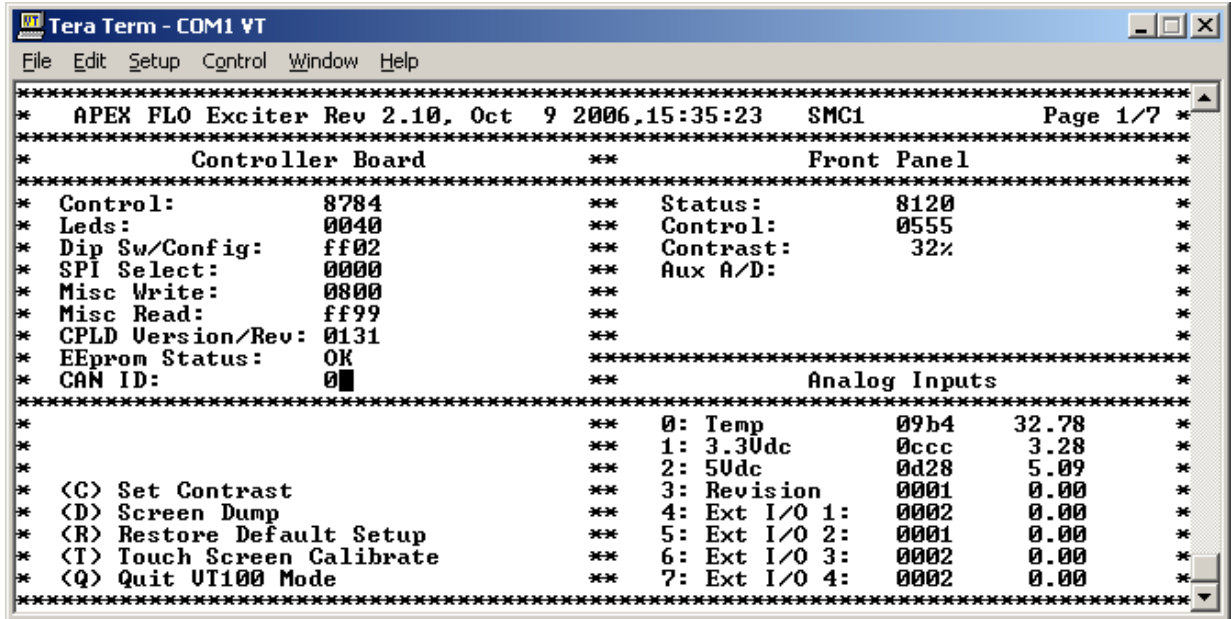 Tera Term - COM1 VT
File Edit Setup Control Window Help
*******************************************************************************
*   APEX FLO Exciter Rev 2.10, Oct  9 2006,15:35:23   SMC1            Page 1/7 *
*******************************************************************************
*           Controller Board           **             Front Panel             *
*******************************************************************************
*  Control:          8784              **   Status:         8120              *
*  Leds:             0040              **   Control:        0555              *
*  Dip Sw/Config:    ff02              **   Contrast:        32%              *
*  SPI Select:       0000              **   Aux A/D:                          *
*  Misc Write:       0800              **                                     *
*  Misc Read:        ff99              **                                     *
*  CPLD Version/Rev: 0131              **                                     *
*  EEprom Status:    OK                ****************************************
*  CAN ID:           0                 **            Analog Inputs            *
*******************************************************************************
*                                      **   0: Temp         09b4    32.78     *
*                                      **   1: 3.3Vdc       0ccc     3.28     *
*                                      **   2: 5Vdc         0d28     5.09     *
*  (C) Set Contrast                    **   3: Revision     0001     0.00     *
*  (D) Screen Dump                     **   4: Ext I/O 1:   0002     0.00     *
*  (R) Restore Default Setup           **   5: Ext I/O 2:   0001     0.00     *
*  (T) Touch Screen Calibrate          **   6: Ext I/O 3:   0002     0.00     *
*  (Q) Quit VT100 Mode                 **   7: Ext I/O 4:   0002     0.00     *
*******************************************************************************